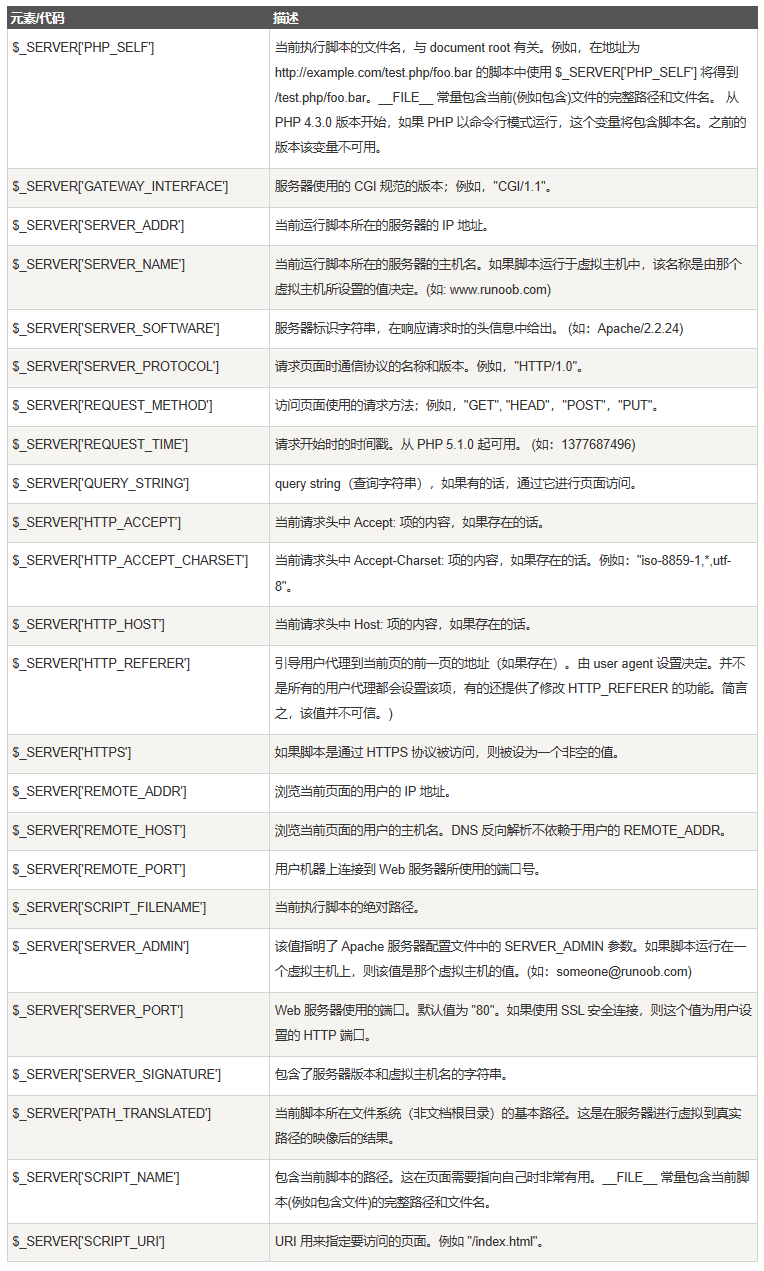 元素/代码 描述
$_SERVER['PHP_SELF'] 当前执行脚本的文件名，与 document root 有关。例如，在地址为
http://example.com/test.php/foo.bar 的脚本中使用 $_SERVER['PHP_SELF'] 将得到
/test.php/foo.bar。__FILE__ 常量包含当前(例如包含)文件的完整路径和文件名。 从
PHP 4.3.0 版本开始，如果 PHP 以命令行模式运行，这个变量将包含脚本名。之前的
版本该变量不可用。
$_SERVER['GATEWAY_INTERFACE'] 服务器使用的 CGI 规范的版本；例如，"CGI/1.1"。
$_SERVER['SERVER_ADDR'] 当前运行脚本所在的服务器的 IP 地址。
$_SERVER['SERVER_NAME'] 当前运行脚本所在的服务器的主机名。如果脚本运行于虚拟主机中，该名称是由那个
虚拟主机所设置的值决定。(如: www.runoob.com)
$_SERVER['SERVER_SOFTWARE'] 服务器标识字符串，在响应请求时的头信息中给出。 (如：Apache/2.2.24)
$_SERVER['SERVER_PROTOCOL'] 请求页面时通信协议的名称和版本。例如，"HTTP/1.0"。
$_SERVER['REQUEST_METHOD'] 访问页面使用的请求方法；例如，"GET", "HEAD"，"POST"，"PUT"。
$_SERVER['REQUEST_TIME'] 请求开始时的时间戳。从 PHP 5.1.0 起可用。 (如：1377687496)
$_SERVER['QUERY_STRING'] query string（查询字符串），如果有的话，通过它进行页面访问。
$_SERVER['HTTP_ACCEPT'] 当前请求头中 Accept: 项的内容，如果存在的话。
$_SERVER['HTTP_ACCEPT_CHARSET'] 当前请求头中 Accept-Charset: 项的内容，如果存在的话。例如："iso-8859-1,*,utf-
8"。
$_SERVER['HTTP_HOST'] 当前请求头中 Host: 项的内容，如果存在的话。
$_SERVER['HTTP_REFERER'] 引导用户代理到当前页的前一页的地址（如果存在）。由 user agent 设置决定。并不
是所有的用户代理都会设置该项，有的还提供了修改 HTTP_REFERER 的功能。简言
之，该值并不可信。)
$_SERVER['HTTPS'] 如果脚本是通过 HTTPS 协议被访问，则被设为一个非空的值。
$_SERVER['REMOTE_ADDR'] 浏览当前页面的用户的 IP 地址。
$_SERVER['REMOTE_HOST'] 浏览当前页面的用户的主机名。DNS 反向解析不依赖于用户的 REMOTE_ADDR。
$_SERVER['REMOTE_PORT'] 用户机器上连接到 Web 服务器所使用的端口号。
$_SERVER['SCRIPT_FILENAME'] 当前执行脚本的绝对路径。
$_SERVER['SERVER_ADMIN'] 该值指明了 Apache 服务器配置文件中的 SERVER_ADMIN 参数。如果脚本运行在一
个虚拟主机上，则该值是那个虚拟主机的值。(如：someone@runoob.com)
$_SERVER['SERVER_PORT'] Web 服务器使用的端口。默认值为 "80"。如果使用 SSL 安全连接，则这个值为用户设
置的 HTTP 端口。
$_SERVER['SERVER_SIGNATURE'] 包含了服务器版本和虚拟主机名的字符串。
$_SERVER['PATH_TRANSLATED'] 当前脚本所在文件系统（非文档根目录）的基本路径。这是在服务器进行虚拟到真实
路径的映像后的结果。
$_SERVER['SCRIPT_NAME'] 包含当前脚本的路径。这在页面需要指向自己时非常有用。__FILE__ 常量包含当前脚
本(例如包含文件)的完整路径和文件名。
$_SERVER['SCRIPT_URI'] URI 用来指定要访问的页面。例如 "/index.html"。